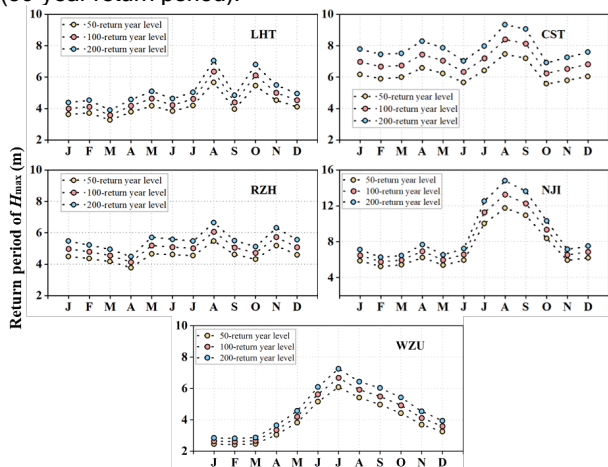 (50-year return period).
Return period of Hmax (m)
LHT
50-return year level
100-return year level
200-return year level
10
8
6
4
2
J F M A M J J A S O N D
CST
50-return year level
100-return year level
200-return year level
10
8
6
4
2
J F M A M J J A S O N D
RZH
50-return year level
100-return year level
200-return year level
10
8
6
4
2
J F M A M J J A S O N D
NJI
50-return year level
100-return year level
200-return year level
16
12
8
4
J F M A M J J A S O N D
WZU
50-return year level
100-return year level
200-return year level
10
8
6
4
2
J F M A M J J A S O N D